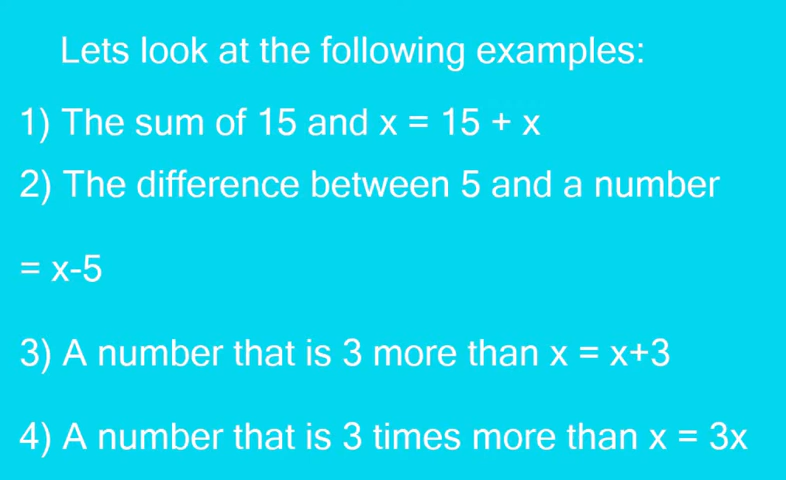 Lets look at the following examples:
1) The sum of 15 and x = 15 + x
2) The difference between 5 and a number
= x-5
3) A number that is 3 more than x = x+3
4) A number that is 3 times more than x = 3x